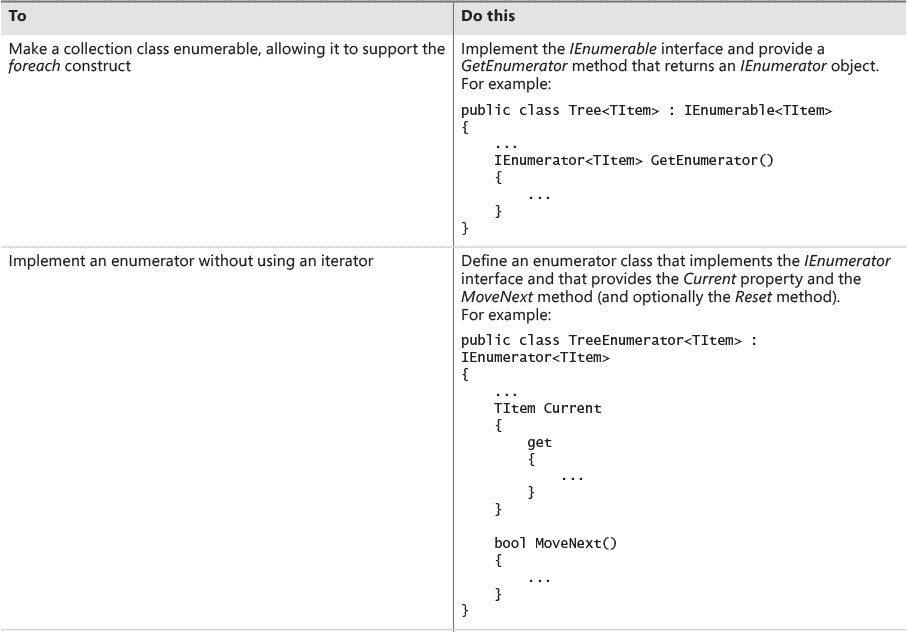 To
Do this
Make a collection class enumerable, allowing it to support the
foreach construct
Implement the IEnumerable interface and provide a
GetEnumerator method that returns an IEnumerator object.
For example:
public class Tree<TItem> : IEnumerable<TItem>
{
    ...
    IEnumerator<TItem> GetEnumerator()
    {
        ...
    }
}
Implement an enumerator without using an iterator
Define an enumerator class that implements the IEnumerator
interface and that provides the Current property and the
MoveNext method (and optionally the Reset method).
For example:
public class TreeEnumerator<TItem> :
IEnumerator<TItem>
{
    ...
    TItem Current
    {
        get
        {
            ...
        }
    }

    bool MoveNext()
    {
        ...
    }
}